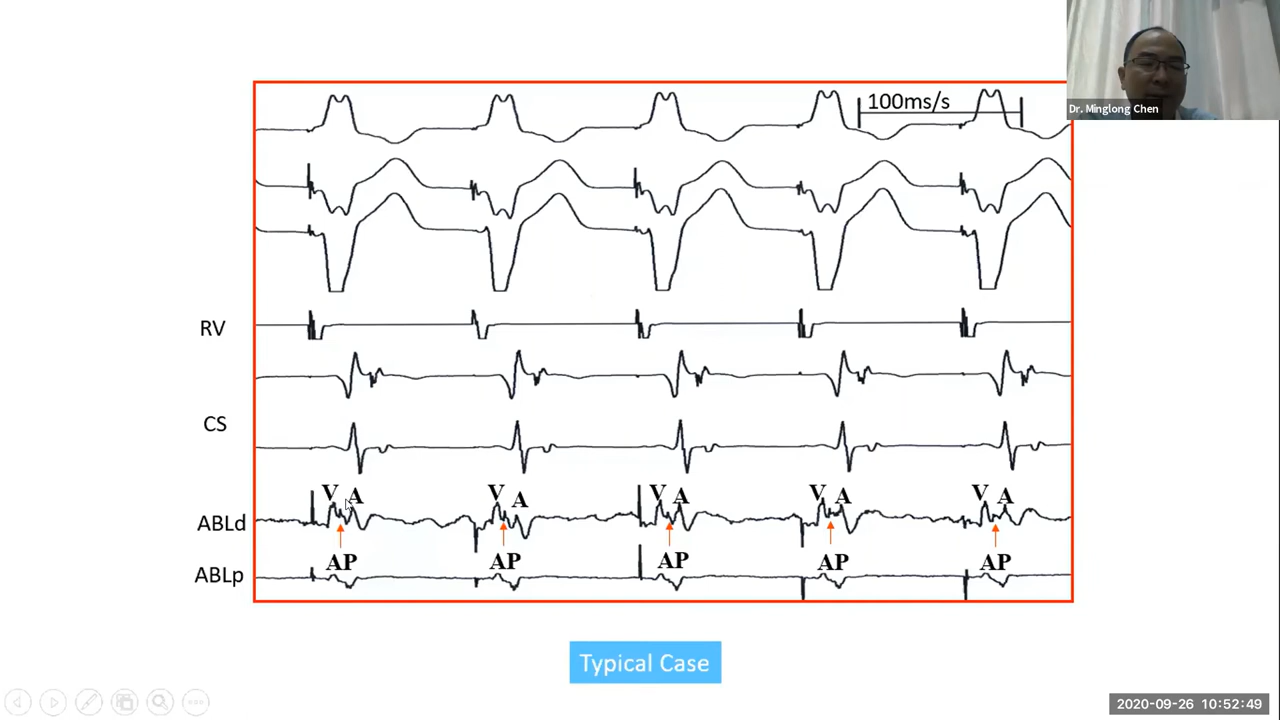 Dr. Minglong Chen
100ms/s
RV
CS
V A V A V A V A V A
ABLd
AP AP AP AP AP
ABLp
Typical Case
2020-09-26 10:52:49